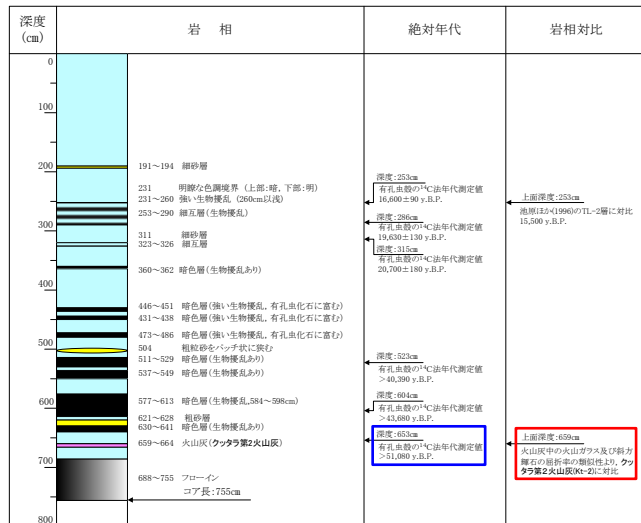 深度
(㎝)
岩 相
絶対年代
岩相対比
0
100
200
300
400
500
600
700
800
191～194 細砂層
231 明瞭な色調境界 (上部:暗、下部:明)
231～260 強い生物擾乱 (260cm以浅)
253～290 細互層(生物擾乱)
311 細砂層
323～326 細互層
360～362 暗色層(生物擾乱あり)
446～451 暗色層(強い生物擾乱, 有孔虫化石に富む)
431～438 暗色層(強い生物擾乱, 有孔虫化石に富む)
473～486 暗色層(強い生物擾乱, 有孔虫化石に富む)
504 粗粒砂をパッチ状に挟む
511～529 暗色層(生物擾乱あり)
537～549 暗色層(生物擾乱あり)
577～613 暗色層(生物擾乱,584～598cm)
621～628 粗砂層
630～641 暗色層(生物擾乱あり)
659～664 火山灰(クッタラ第2火山灰)
688～755 フローイン
コア長:755㎝
深度:253㎝
有孔虫殻の¹⁴C法年代測定値
16,600±90 y.B.P.
深度:286㎝
有孔虫殻の¹⁴C法年代測定値
19,630±130 y.B.P.
深度:315㎝
有孔虫殻の¹⁴C法年代測定値
20,700±180 y.B.P.
深度:523㎝
有孔虫殻の¹⁴C法年代測定値
>40,390 y.B.P.
深度:604㎝
有孔虫殻の¹⁴C法年代測定値
>43,680 y.B.P.
深度:653㎝
有孔虫殻の¹⁴C法年代測定値
>51,080 y.B.P.
上面深度:253㎝
池原ほか(1996)のTL-2層に対比
15,500 y.B.P.
上面深度:659㎝
火山灰中の火山ガラス及び斜方
輝石の屈折率の類似性より, クッ
タラ第2火山灰(Kt-2)に対比